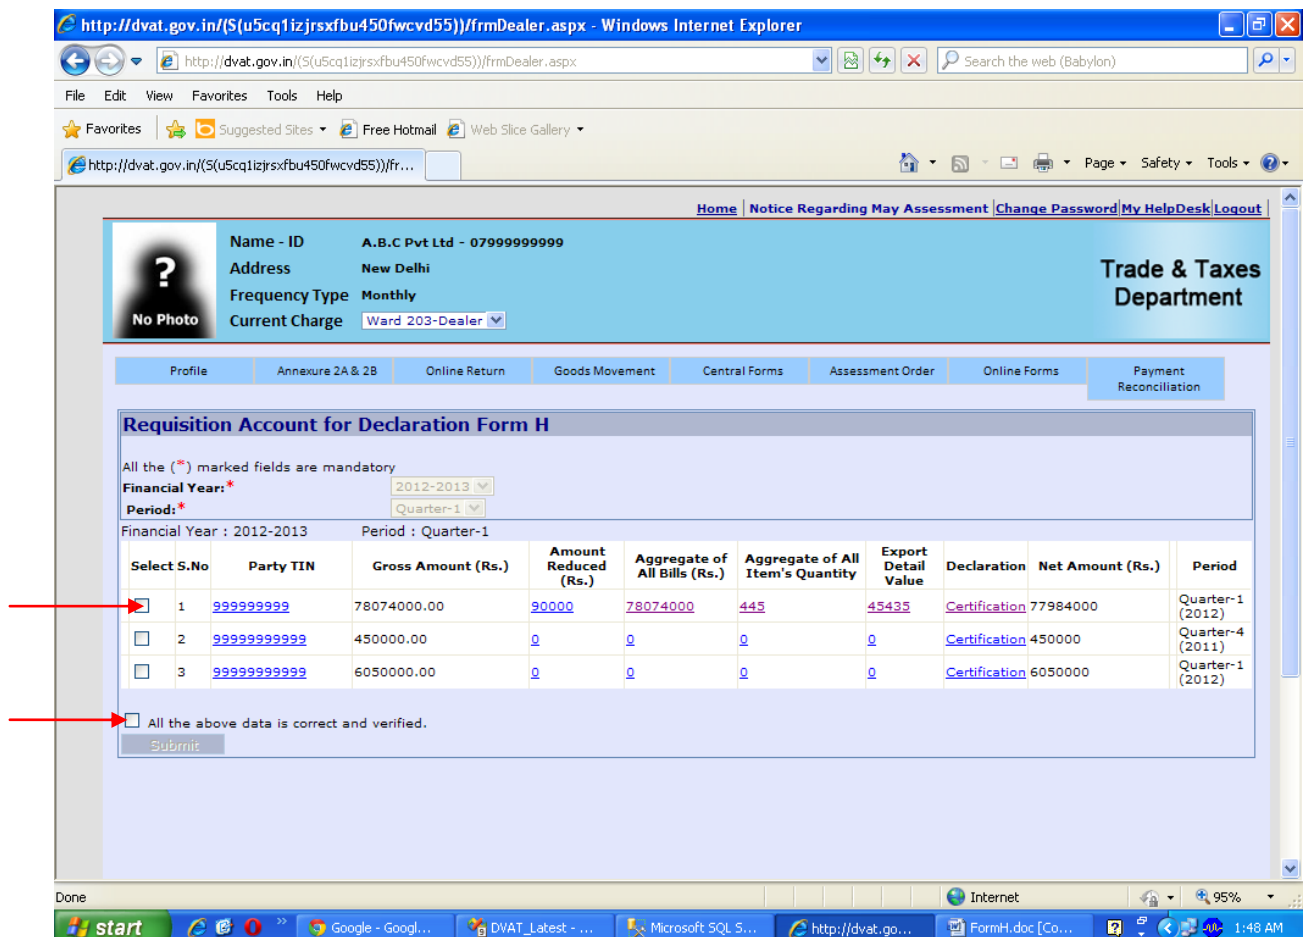 http://dvat.gov.in/(S(u5cq1izjrsxfbu450fwcvd55))/frmDealer.aspx - Windows Internet Explorer
http://dvat.gov.in/(S(u5cq1izjrsxfbu450fwcvd55))/frmDealer.aspx Search the web (Babylon)
File Edit View Favorites Tools Help
Favorites Suggested Sites Free Hotmail Web Slice Gallery
http://dvat.gov.in/(S(u5cq1izjrsxfbu450fwcvd55))/fr... Page Safety Tools
Home | Notice Regarding May Assessment |Change Password|My HelpDesk|Logout |
Name - ID A.B.C Pvt Ltd - 07999999999
Address New Delhi
Frequency Type Monthly
Current Charge Ward 203-Dealer
? No Photo
Trade & Taxes
Department
Profile Annexure 2A & 2B Online Return Goods Movement Central Forms Assessment Order Online Forms Payment Reconciliation
Requisition Account for Declaration Form H
All the (*) marked fields are mandatory
Financial Year:* 2012-2013
Period:* Quarter-1
Financial Year : 2012-2013 Period : Quarter-1
Select S.No Party TIN Gross Amount (Rs.) Amount Reduced (Rs.) Aggregate of All Bills (Rs.) Aggregate of All Item's Quantity Export Detail Value Declaration Net Amount (Rs.) Period
1 999999999 78074000.00 90000 78074000 445 45435 Certification 77984000 Quarter-1 (2012)
2 99999999999 450000.00 0 0 0 0 Certification 450000 Quarter-4 (2011)
3 99999999999 6050000.00 0 0 0 0 Certification 6050000 Quarter-1 (2012)
All the above data is correct and verified.
Submit
Done Internet 95%
start Google - Googl... DVAT_Latest - ... Microsoft SQL S... http://dvat.go... FormH.doc [Co... 1:48 AM